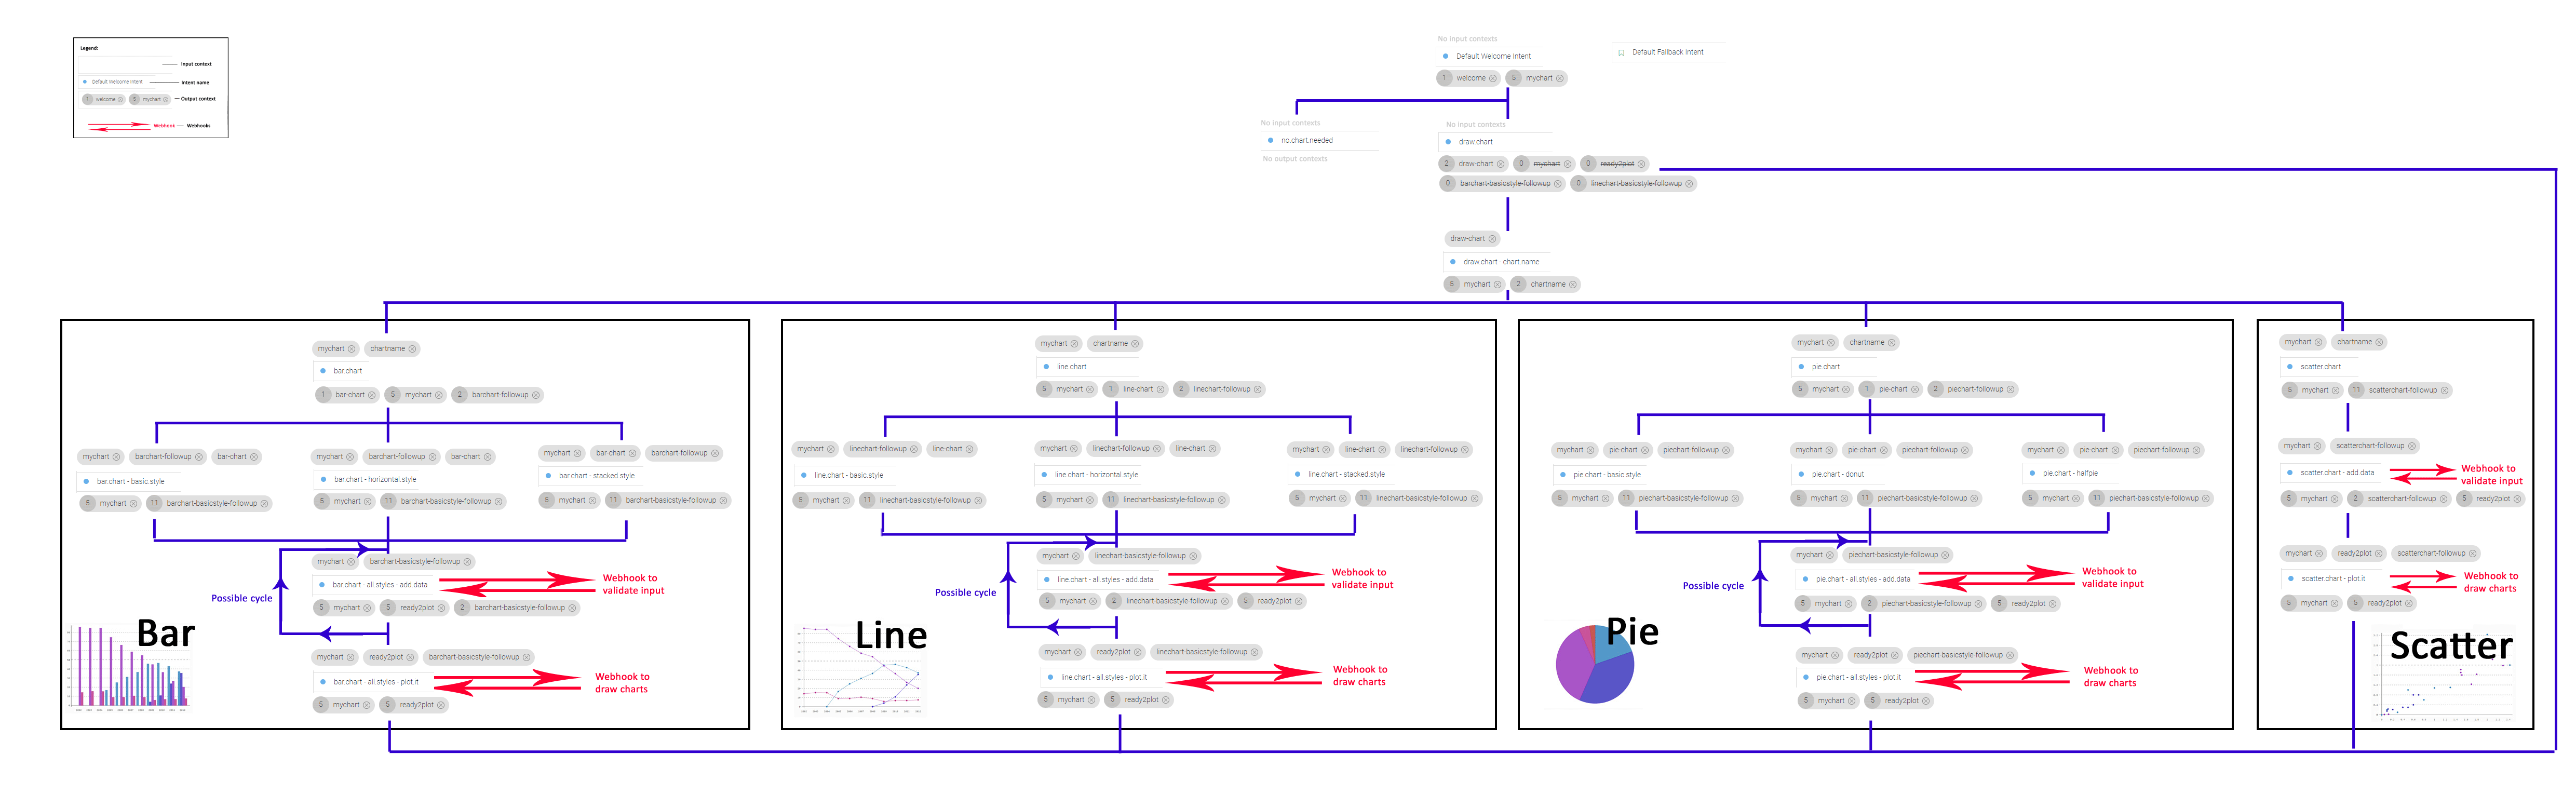 Legend:
Input context
Default Welcome Intent
Intent name
1 welcome 5 mychart
Output context
Webhook
Webhooks
No input contexts
Default Welcome Intent
1 welcome 5 mychart
Default Fallback Intent
No input contexts
no.chart.needed
No output contexts
No input contexts
draw.chart
2 draw-chart 0 mychart 0 ready2plot
0 barchart-basicstyle-followup 0 linechart-basicstyle-followup
draw-chart
draw.chart - chart.name
5 mychart 2 chartname
mychart chartname
bar.chart
1 bar-chart 5 mychart 2 barchart-followup
mychart barchart-followup bar-chart
bar.chart - basic.style
5 mychart 11 barchart-basicstyle-followup
mychart barchart-followup bar-chart
bar.chart - horizontal.style
5 mychart 11 barchart-basicstyle-followup
mychart bar-chart barchart-followup
bar.chart - stacked.style
5 mychart 11 barchart-basicstyle-followup
mychart barchart-basicstyle-followup
bar.chart - all.styles - add.data
5 mychart 5 ready2plot 2 barchart-basicstyle-followup
Webhook to
validate input
Possible cycle
Bar
mychart ready2plot barchart-basicstyle-followup
bar.chart - all.styles - plot.it
5 mychart 5 ready2plot
Webhook to
draw charts
mychart chartname
line.chart
5 mychart 1 line-chart 2 linechart-followup
mychart linechart-followup line-chart
line.chart - basic.style
5 mychart 11 linechart-basicstyle-followup
mychart linechart-followup line-chart
line.chart - horizontal.style
5 mychart 11 linechart-basicstyle-followup
mychart line-chart linechart-followup
line.chart - stacked.style
5 mychart 11 linechart-basicstyle-followup
mychart linechart-basicstyle-followup
line.chart - all.styles - add.data
5 mychart 2 linechart-basicstyle-followup 5 ready2plot
Webhook to
validate input
Possible cycle
Line
mychart ready2plot linechart-basicstyle-followup
line.chart - all.styles - plot.it
5 mychart 5 ready2plot
Webhook to
draw charts
mychart chartname
pie.chart
5 mychart 1 pie-chart 2 piechart-followup
mychart pie-chart piechart-followup
pie.chart - basic.style
5 mychart 11 piechart-basicstyle-followup
mychart pie-chart piechart-followup
pie.chart - donut
5 mychart 11 piechart-basicstyle-followup
mychart pie-chart piechart-followup
pie.chart - halfpie
5 mychart 11 piechart-basicstyle-followup
mychart piechart-basicstyle-followup
pie.chart - all.styles - add.data
5 mychart 2 piechart-basicstyle-followup 5 ready2plot
Webhook to
validate input
Possible cycle
Pie
mychart ready2plot piechart-basicstyle-followup
pie.chart - all.styles - plot.it
5 mychart 5 ready2plot
Webhook to
draw charts
mychart chartname
scatter.chart
5 mychart 11 scatterchart-followup
mychart scatterchart-followup
scatter.chart - add.data
5 mychart 2 scatterchart-followup 5 ready2plot
Webhook to
validate input
mychart ready2plot scatterchart-followup
scatter.chart - plot.it
5 mychart 5 ready2plot
Webhook to
draw charts
Scatter